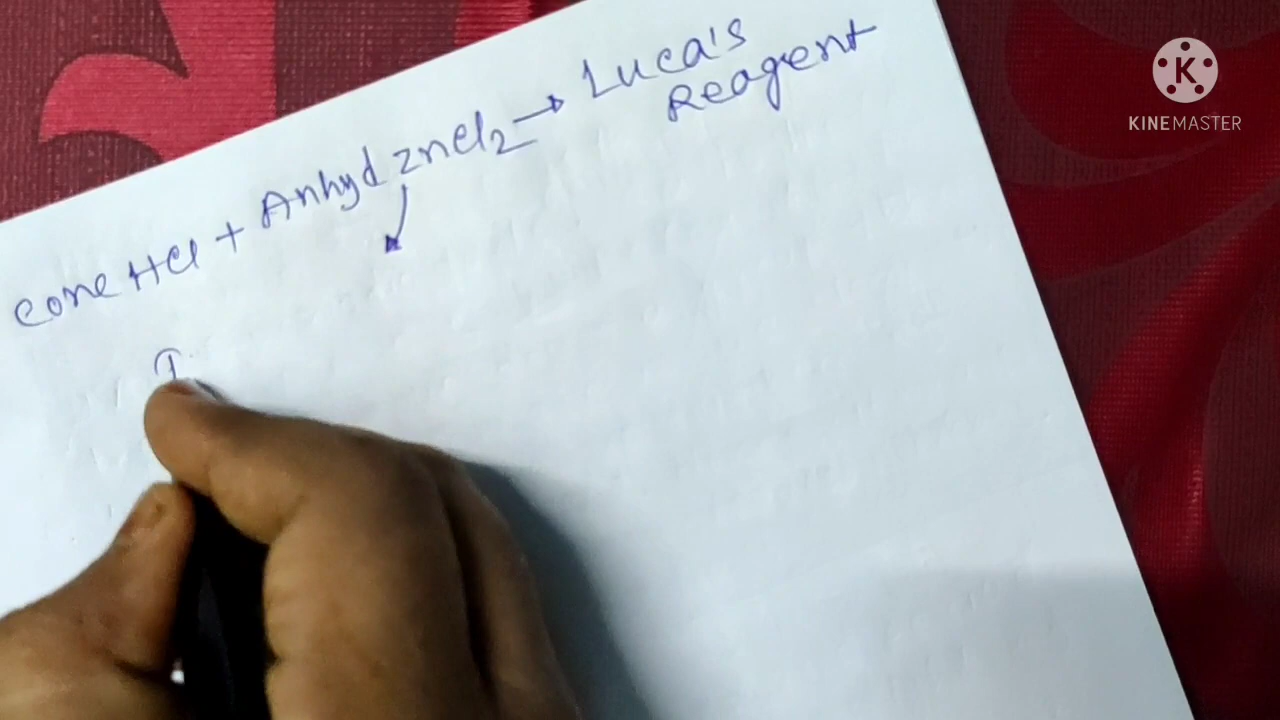 conc HCl + Anhyd ZnCl2 → Luca's
Reagent
K
KINEMASTER